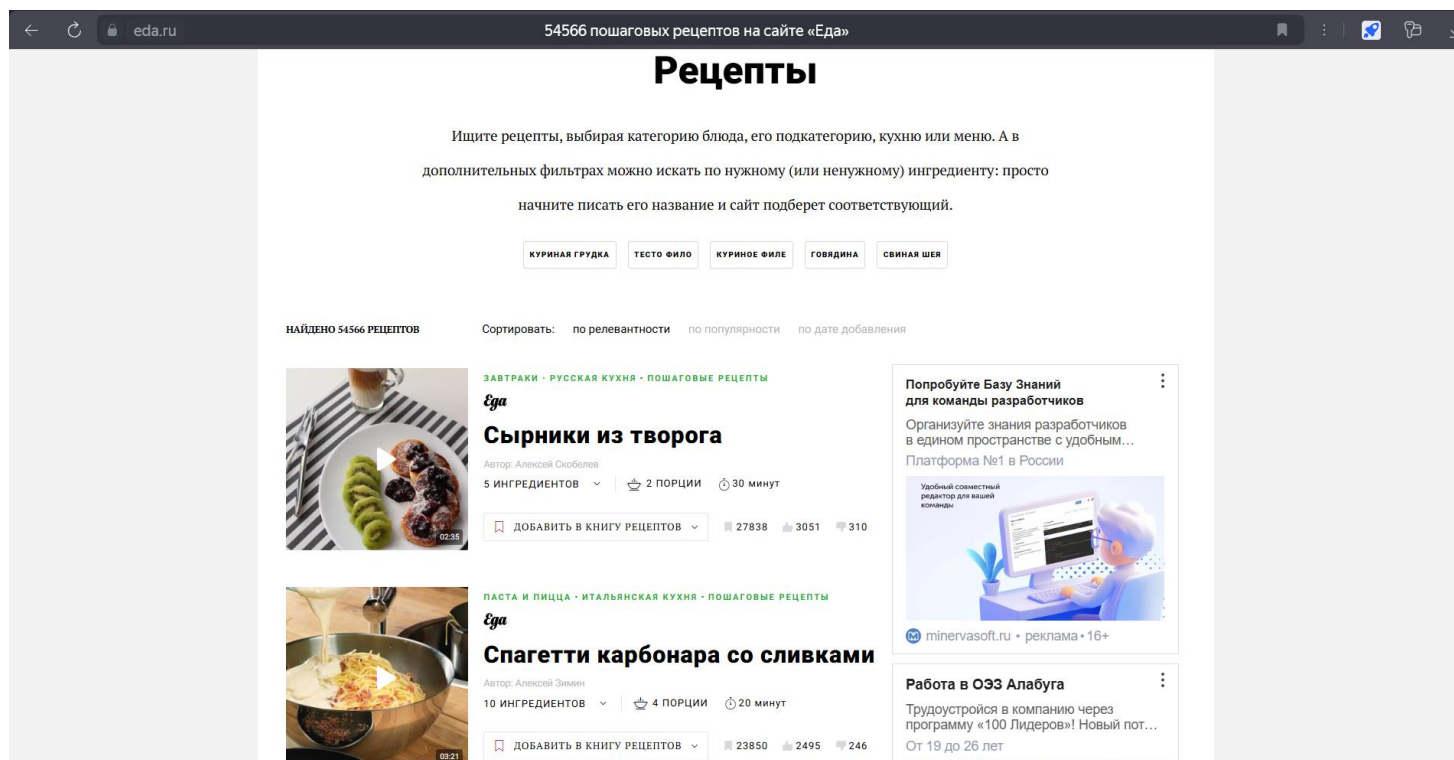 eda.ru
54566 пошаговых рецептов на сайте «Еда»
Рецепты
Ищите рецепты, выбирая категорию блюда, его подкатегорию, кухню или меню. А в
дополнительных фильтрах можно искать по нужному (или ненужному) ингредиенту: просто
начните писать его название и сайт подберет соответствующий.
КУРИНАЯ ГРУДКА
ТЕСТО ФИЛО
КУРИНОЕ ФИЛЕ
ГОВЯДИНА
СВИНАЯ ШЕЯ
НАЙДЕНО 54566 РЕЦЕПТОВ
Сортировать: по релевантности по популярности по дате добавления
ЗАВТРАКИ • РУССКАЯ КУХНЯ • ПОШАГОВЫЕ РЕЦЕПТЫ
Еда
Сырники из творога
Автор: Алексей Скобелев
5 ИНГРЕДИЕНТОВ 2 ПОРЦИИ 30 минут
ДОБАВИТЬ В КНИГУ РЕЦЕПТОВ 27838 3051 310
02:35
ПАСТА И ПИЦЦА • ИТАЛЬЯНСКАЯ КУХНЯ • ПОШАГОВЫЕ РЕЦЕПТЫ
Еда
Спагетти карбонара со сливками
Автор: Алексей Зимин
10 ИНГРЕДИЕНТОВ 4 ПОРЦИИ 20 минут
ДОБАВИТЬ В КНИГУ РЕЦЕПТОВ 23850 2495 246
03:21
Попробуйте Базу Знаний
для команды разработчиков
Организуйте знания разработчиков
в едином пространстве с удобным...
Платформа №1 в России
Удобный совместный
редактор для вашей
команды
minervasoft.ru • реклама • 16+
Работа в ОЭЗ Алабуга
Трудоустройся в компанию через
программу «100 Лидеров»! Новый пот...
От 19 до 26 лет